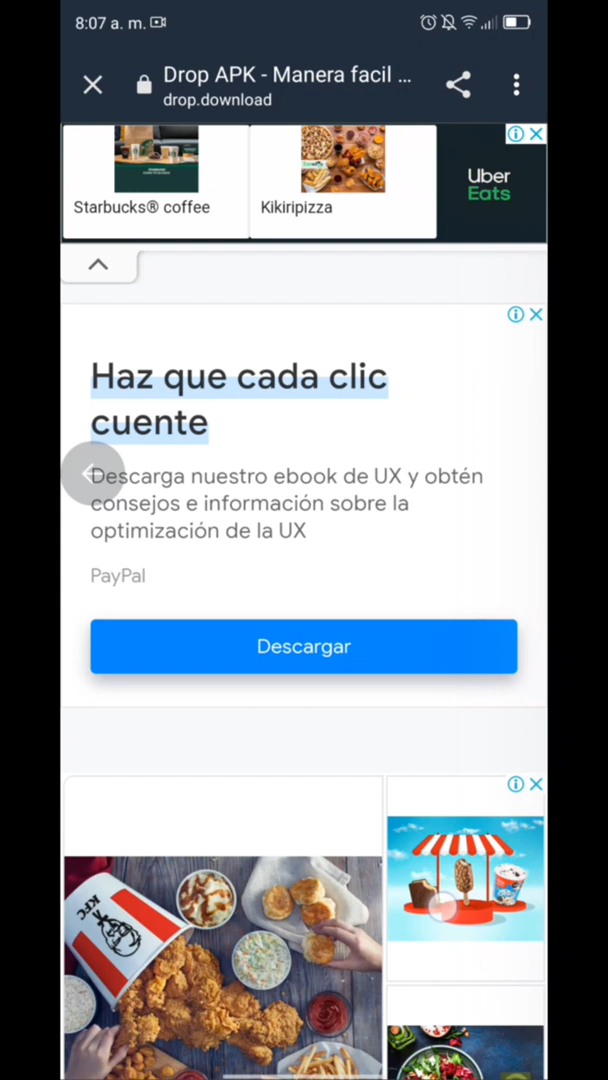 8:07 a. m.
Drop APK - Manera facil ...
drop.download
Starbucks® coffee
Kikiripizza
Uber
Eats
Haz que cada clic
cuente
Descarga nuestro ebook de UX y obtén
consejos e información sobre la
optimización de la UX
PayPal
Descargar
KFC